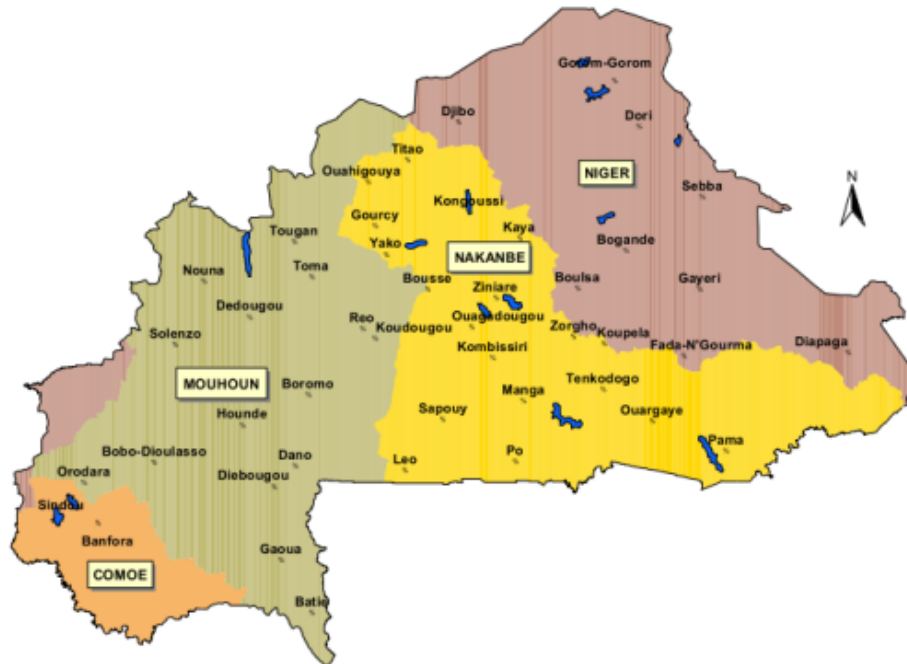 Gorom-Gorom
Djibo
Dori
Titao
NIGER
Ouahigouya
Sebba
N
Kongoussi
Gourcy
Kaya
Tougan
Yako
NAKANBE
Bogande
Toma
Nouna
Bousse
Ziniare
Boulsa
Gayeri
Dedougou
Reo
Koudougou
Ouagadougou
Solenzo
Zorgho
Koupela
Diapaga
Kombissiri
Fada-N'Gourma
MOUHOUN
Boromo
Manga
Tenkodogo
Hounde
Sapouy
Ouargaye
Pama
Bobo-Dioulasso
Dano
Leo
Po
Orodara
Diebougou
Sindou
Banfora
Gaoua
COMOE
Batie